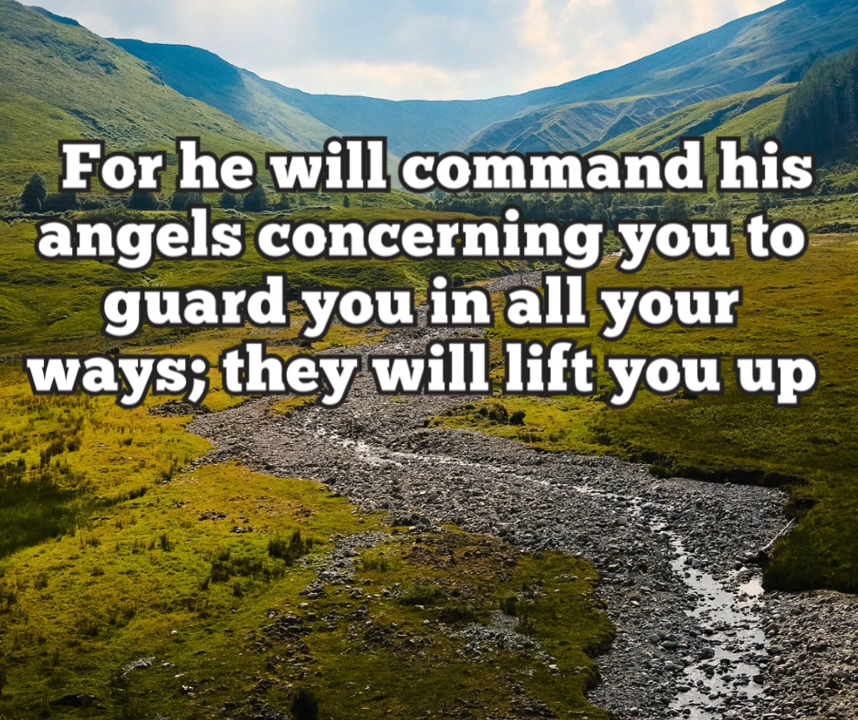 For he will command his
angels concerning you to
guard you in all your
ways; they will lift you up